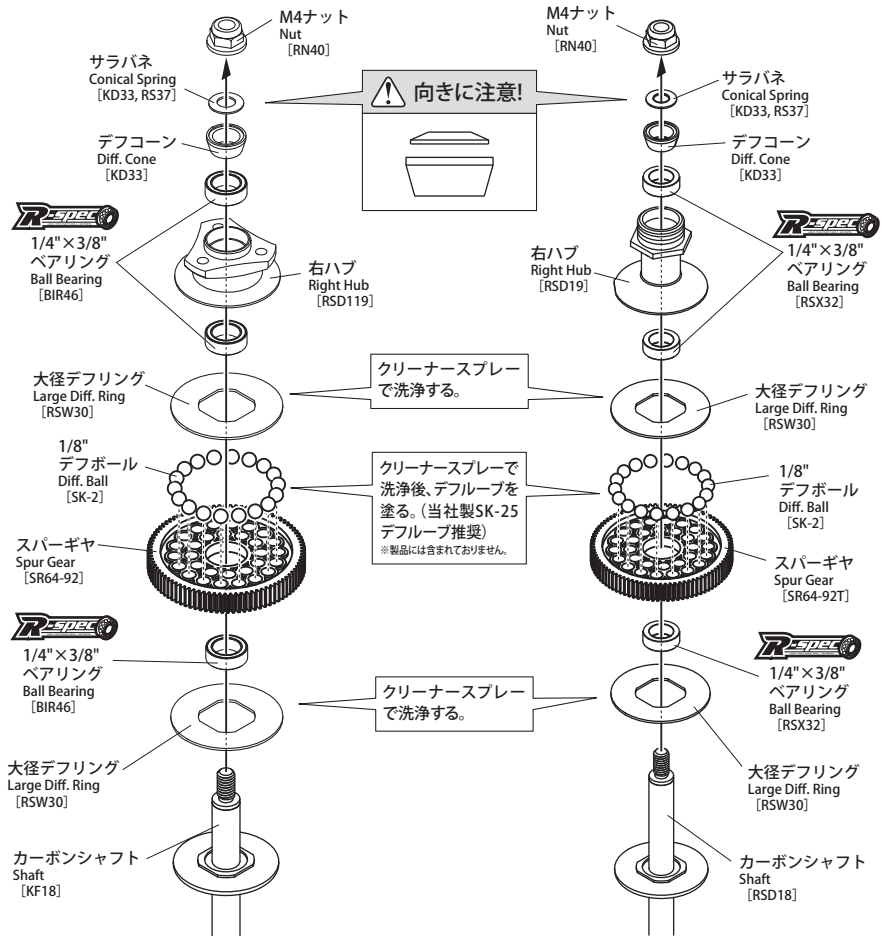 M4ナット
Nut
[RN40]
サラバネ
Conical Spring
[KD33, RS37]
デフコーン
Diff. Cone
[KD33]
R-spec
1/4"×3/8"
ベアリング
Ball Bearing
[BIR46]
右ハブ
Right Hub
[RSD119]
大径デフリング
Large Diff. Ring
[RSW30]
1/8"
デフボール
Diff. Ball
[SK-2]
スパーギヤ
Spur Gear
[SR64-92]
R-spec
1/4"×3/8"
ベアリング
Ball Bearing
[BIR46]
大径デフリング
Large Diff. Ring
[RSW30]
カーボンシャフト
Shaft
[KF18]
向きに注意!
クリーナースプレー
で洗浄する。
クリーナースプレーで
洗浄後、デフルーブを
塗る。(当社製SK-25
デフルーブ推奨)
※製品には含まれておりません。
クリーナースプレー
で洗浄する。
M4ナット
Nut
[RN40]
サラバネ
Conical Spring
[KD33, RS37]
デフコーン
Diff. Cone
[KD33]
R-spec
1/4"×3/8"
ベアリング
Ball Bearing
[RSX32]
右ハブ
Right Hub
[RSD19]
大径デフリング
Large Diff. Ring
[RSW30]
1/8"
デフボール
Diff. Ball
[SK-2]
スパーギヤ
Spur Gear
[SR64-92T]
R-spec
1/4"×3/8"
ベアリング
Ball Bearing
[RSX32]
大径デフリング
Large Diff. Ring
[RSW30]
カーボンシャフト
Shaft
[RSD18]